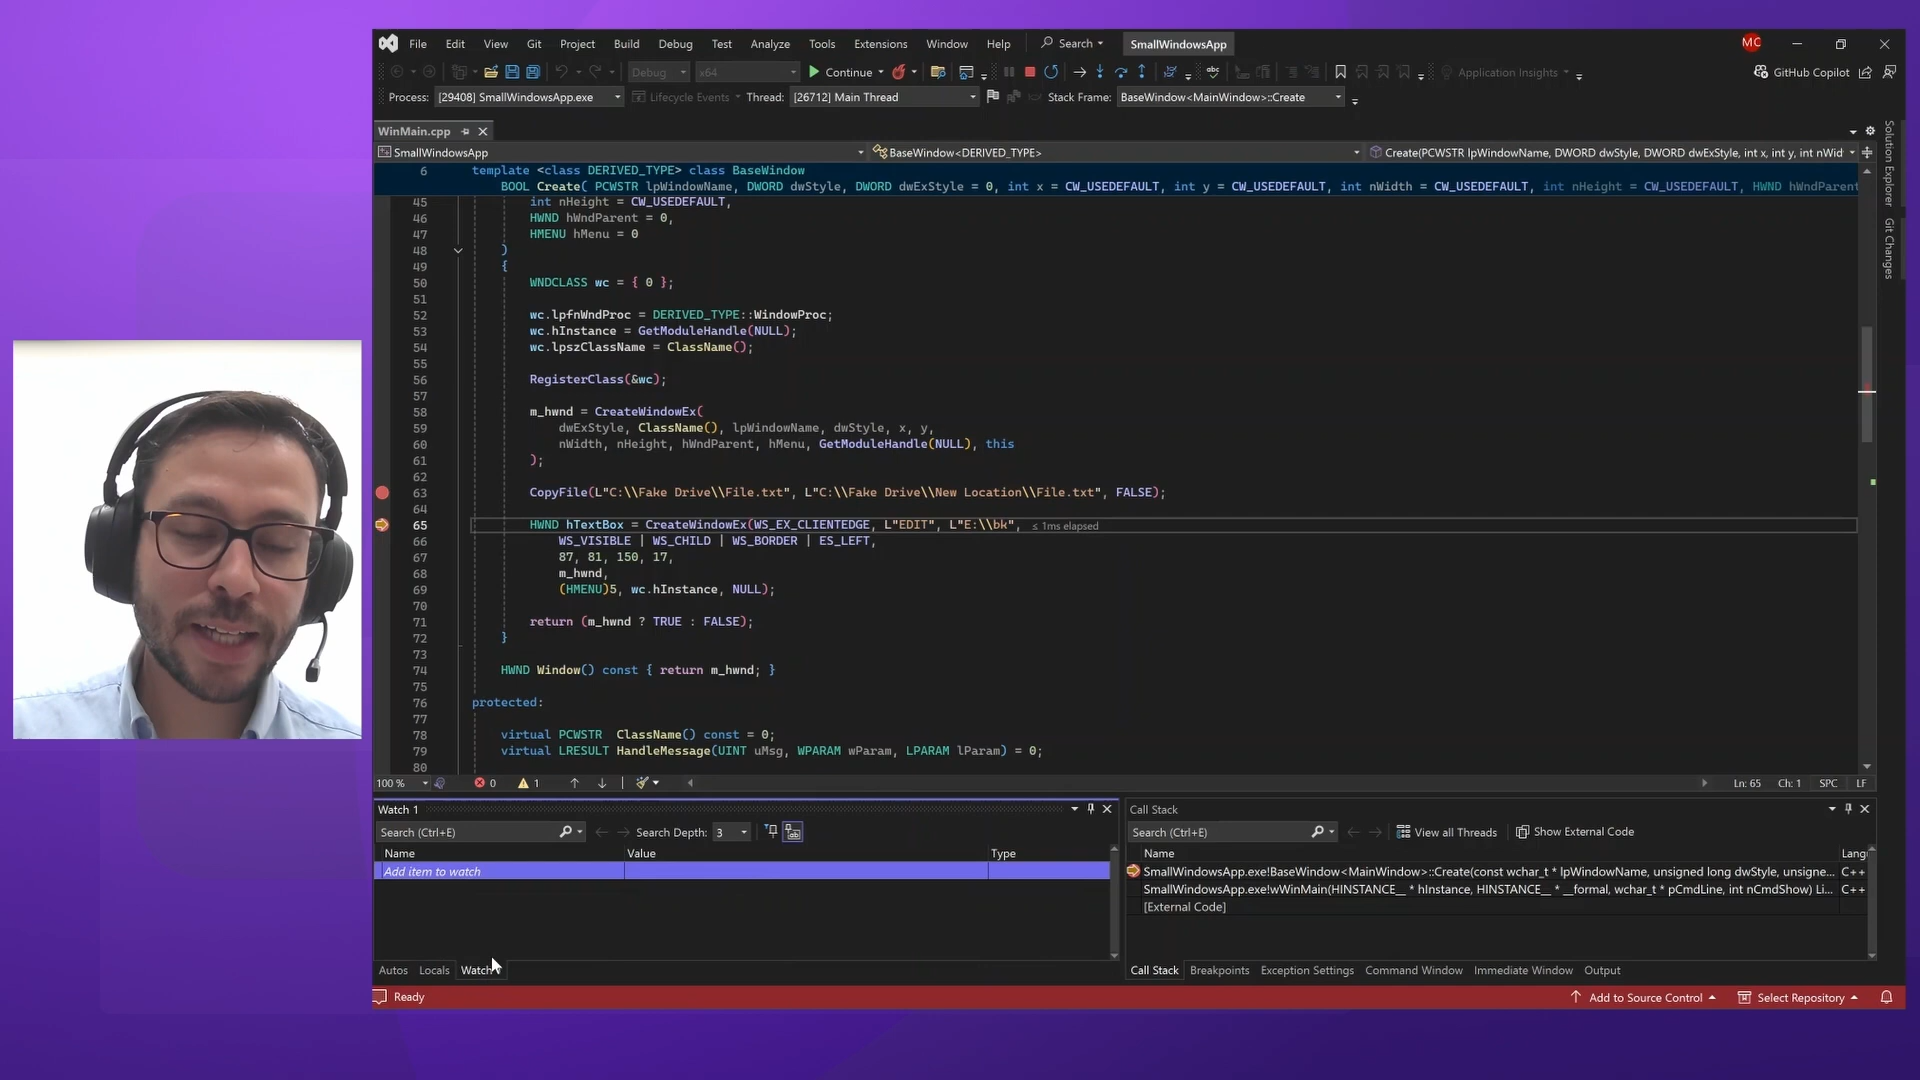 File Edit View Git Project Build Debug Test Analyze Tools Extensions Window Help Search SmallWindowsApp MC
Debug x64 Continue Application Insights GitHub Copilot
Process: [29408] SmallWindowsApp.exe Lifecycle Events Thread: [26712] Main Thread Stack Frame: BaseWindow<MainWindow>::Create
WinMain.cpp
SmallWindowsApp BaseWindow<DERIVED_TYPE> Create(PCWSTR lpWindowName, DWORD dwStyle, DWORD dwExStyle, int x, int y, int nWid
6 template <class DERIVED_TYPE> class BaseWindow
BOOL Create( PCWSTR lpWindowName, DWORD dwStyle, DWORD dwExStyle = 0, int x = CW_USEDEFAULT, int y = CW_USEDEFAULT, int nWidth = CW_USEDEFAULT, int nHeight = CW_USEDEFAULT, HWND hWndParent
45 int nHeight = CW_USEDEFAULT,
46 HWND hWndParent = 0,
47 HMENU hMenu = 0
48 )
49 {
50 WNDCLASS wc = { 0 };
51
52 wc.lpfnWndProc = DERIVED_TYPE::WindowProc;
53 wc.hInstance = GetModuleHandle(NULL);
54 wc.lpszClassName = ClassName();
55
56 RegisterClass(&wc);
57
58 m_hwnd = CreateWindowEx(
59 dwExStyle, ClassName(), lpWindowName, dwStyle, x, y,
60 nWidth, nHeight, hWndParent, hMenu, GetModuleHandle(NULL), this
61 );
62
63 CopyFile(L"C:\\Fake Drive\\File.txt", L"C:\\Fake Drive\\New Location\\File.txt", FALSE);
64
65 HWND hTextBox = CreateWindowEx(WS_EX_CLIENTEDGE, L"EDIT", L"E:\\bk", ≤ 1ms elapsed
66 WS_VISIBLE | WS_CHILD | WS_BORDER | ES_LEFT,
67 87, 81, 150, 17,
68 m_hwnd,
69 (HMENU)5, wc.hInstance, NULL);
70
71 return (m_hwnd ? TRUE : FALSE);
72 }
73
74 HWND Window() const { return m_hwnd; }
75
76 protected:
77
78 virtual PCWSTR ClassName() const = 0;
79 virtual LRESULT HandleMessage(UINT uMsg, WPARAM wParam, LPARAM lParam) = 0;
80
100 % 0 1 Ln: 65 Ch: 1 SPC LF
Solution Explorer
Git Changes
Watch 1
Search (Ctrl+E) Search Depth: 3
Name Value Type
Add item to watch
Autos Locals Watch
Call Stack
Search (Ctrl+E) View all Threads Show External Code
Name Lang
SmallWindowsApp.exe!BaseWindow<MainWindow>::Create(const wchar_t * lpWindowName, unsigned long dwStyle, unsigne... C++
SmallWindowsApp.exe!wWinMain(HINSTANCE__ * hInstance, HINSTANCE__ * __formal, wchar_t * pCmdLine, int nCmdShow) Li... C++
[External Code]
Call Stack Breakpoints Exception Settings Command Window Immediate Window Output
Ready Add to Source Control Select Repository